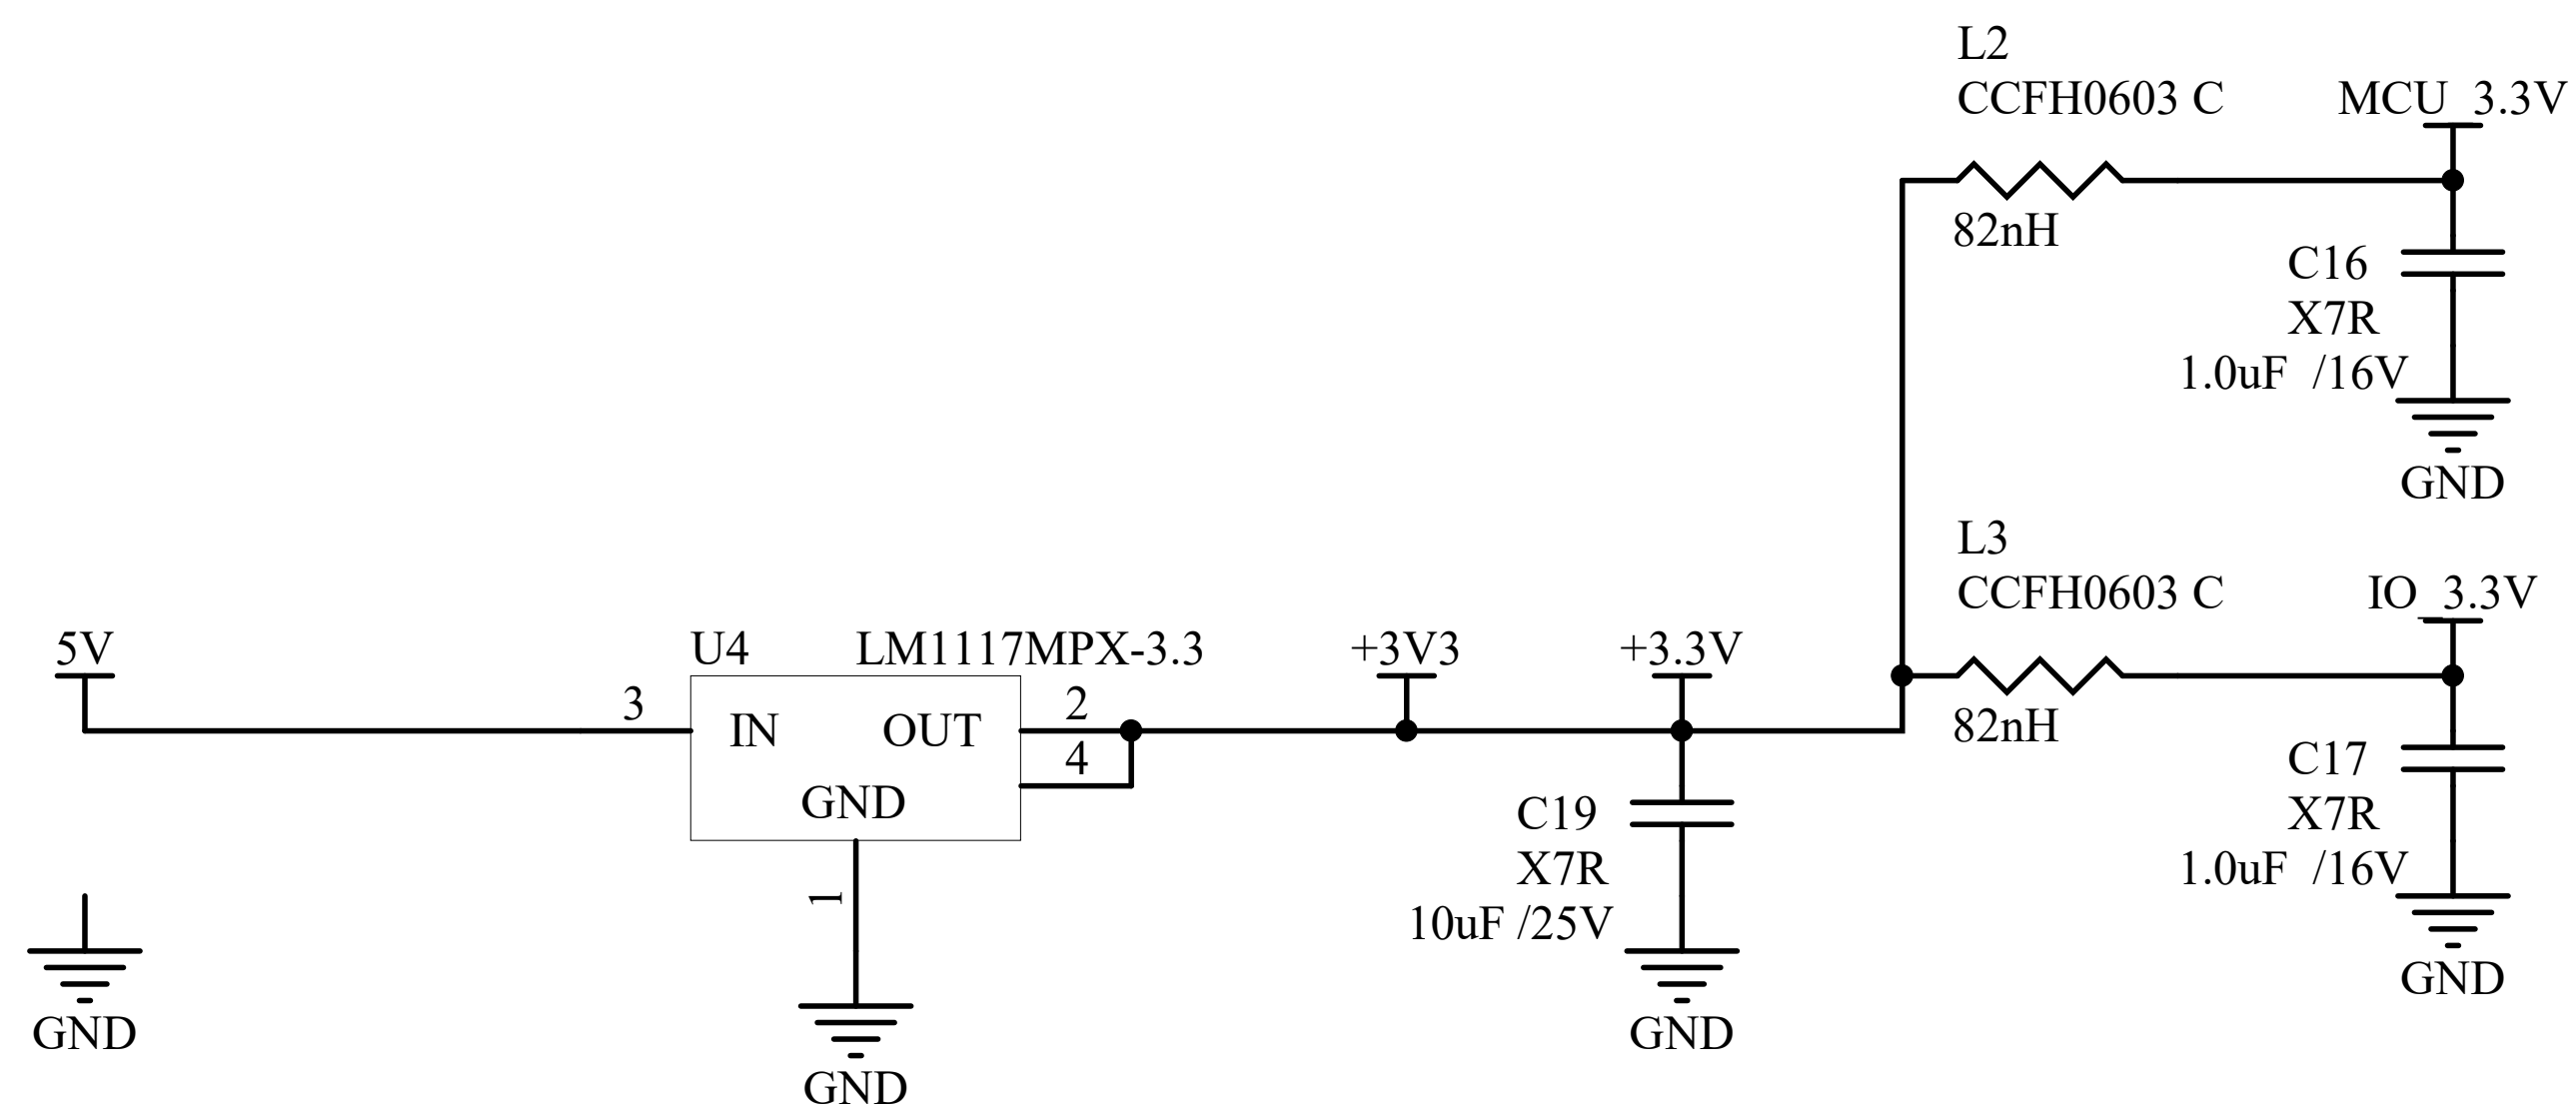 L2
CCFH0603 C
MCU_3.3V
82nH
C16
X7R
1.0uF /16V
GND
L3
CCFH0603 C
IO_3.3V
82nH
C17
X7R
1.0uF /16V
GND
5V
U4
LM1117MPX-3.3
3
IN
OUT
GND
2
4
1
GND
+3V3
+3.3V
C19
X7R
10uF /25V
GND
GND